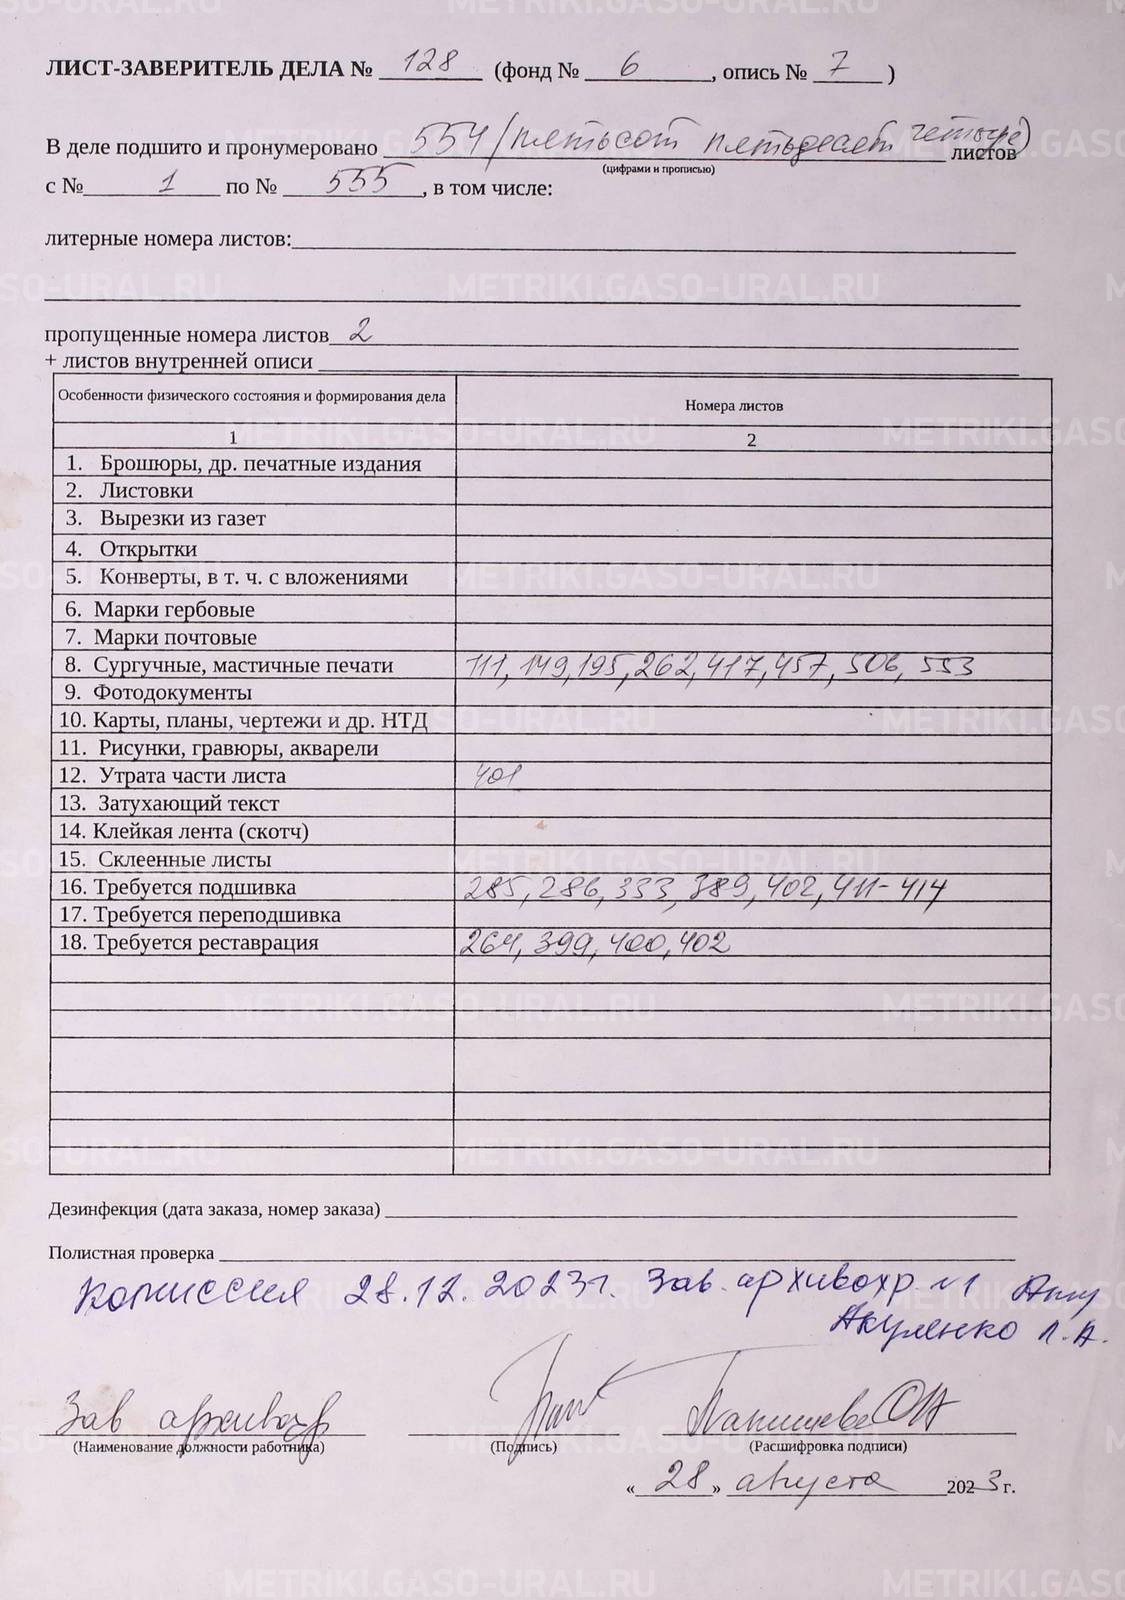 ЛИСТ-ЗАВЕРИТЕЛЬ ДЕЛА № 128 (фонд № 6, опись № 7)
В деле подшито и пронумеровано 554 (пятьсот пятьдесят четыре) листов
(цифрами и прописью)
с № 1 по № 555, в том числе:
литерные номера листов:
пропущенные номера листов 2
+ листов внутренней описи
Особенности физического состояния и формирования дела Номера листов
1 2
1. Брошюры, др. печатные издания
2. Листовки
3. Вырезки из газет
4. Открытки
5. Конверты, в т. ч. с вложениями
6. Марки гербовые
7. Марки почтовые
8. Сургучные, мастичные печати 111, 149, 195, 262, 417, 457, 506, 553
9. Фотодокументы
10. Карты, планы, чертежи и др. НТД
11. Рисунки, гравюры, акварели
12. Утрата части листа 401
13. Затухающий текст
14. Клейкая лента (скотч)
15. Склеенные листы
16. Требуется подшивка 285, 286, 333, 389, 402, 411-414
17. Требуется переподшивка
18. Требуется реставрация 264, 399, 400, 402
Дезинфекция (дата заказа, номер заказа)
Полистная проверка
Комиссия 28.12.2023г. Зав. архивохр. №1
Акуленко Л.А.
Зав архивохр
(Наименование должности работника) (Подпись) (Расшифровка подписи)
«28» августа 2023 г.
METRIKI.GASO-URAL.RU